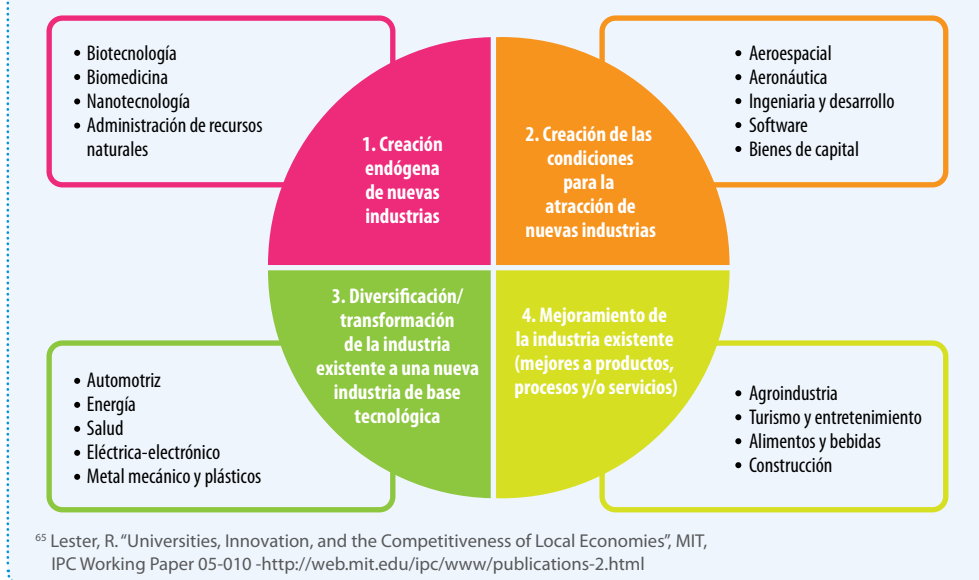 • Biotecnología
• Biomedicina
• Nanotecnología
• Administración de recursos
naturales
1. Creación
endógena
de nuevas
industrias
2. Creación de las
condiciones
para la
atracción de
nuevas industrias
• Aeroespacial
• Aeronáutica
• Ingeniaria y desarrollo
• Software
• Bienes de capital
• Automotriz
• Energía
• Salud
• Eléctrica-electrónico
• Metal mecánico y plásticos
3. Diversificación/
transformación
de la industria
existente a una nueva
industria de base
tecnológica
4. Mejoramiento de
la industria existente
(mejores a productos,
procesos y/o servicios)
• Agroindustria
• Turismo y entretenimiento
• Alimentos y bebidas
• Construcción
65 Lester, R. “Universities, Innovation, and the Competitiveness of Local Economies”, MIT,
IPC Working Paper 05-010 -http://web.mit.edu/ipc/www/publications-2.html